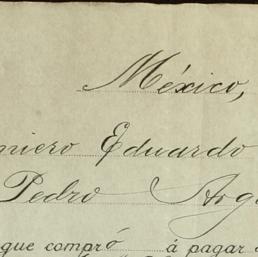 México,
niero Eduardo
Pedro Arg
que compró á pagar